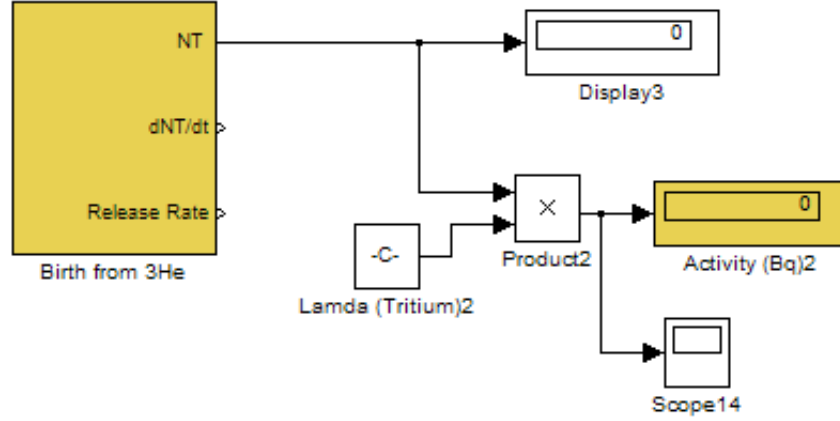 NT
0
Display3
dNT/dt
Release Rate
Birth from 3He
-C-
Lamda (Tritium)2
×
Product2
0
Activity (Bq)2
Scope14